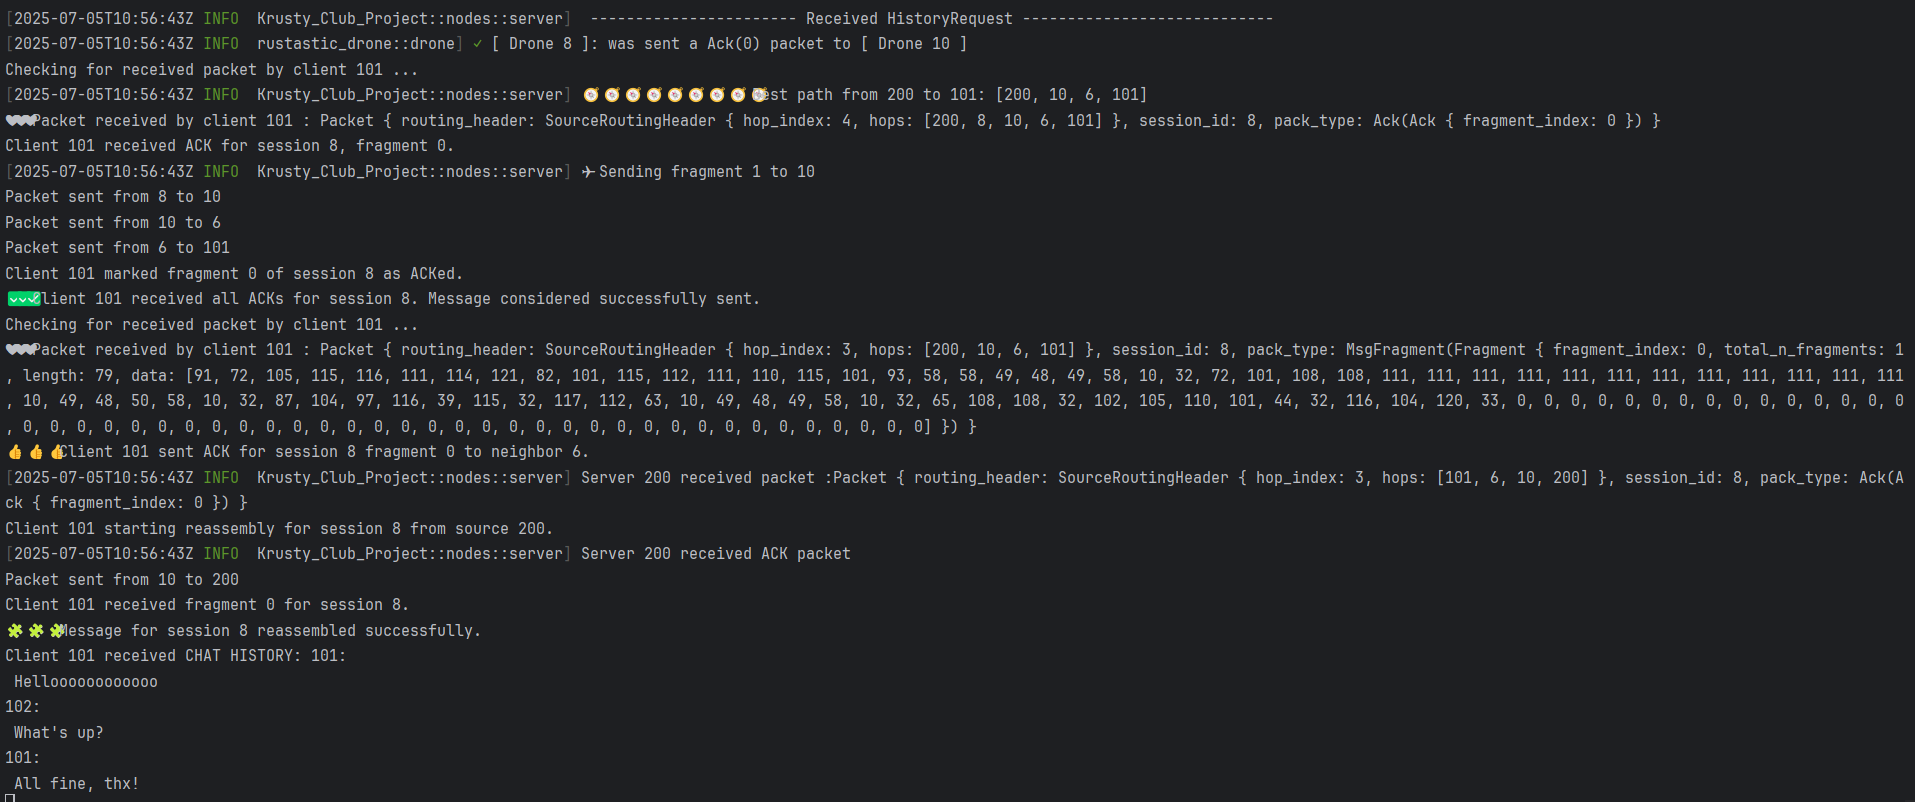 [2025-07-05T10:56:43Z INFO  Krusty_Club_Project::nodes::server]  ----------------------- Received HistoryRequest ----------------------------
[2025-07-05T10:56:43Z INFO  rustastic_drone::drone] ✓ [ Drone 8 ]: was sent a Ack(0) packet to [ Drone 10 ]
Checking for received packet by client 101 ...
[2025-07-05T10:56:43Z INFO  Krusty_Club_Project::nodes::server] 🧭🧭🧭🧭🧭🧭🧭🧭🧭est path from 200 to 101: [200, 10, 6, 101]
🖤🖤🖤Packet received by client 101 : Packet { routing_header: SourceRoutingHeader { hop_index: 4, hops: [200, 8, 10, 6, 101] }, session_id: 8, pack_type: Ack(Ack { fragment_index: 0 }) }
Client 101 received ACK for session 8, fragment 0.
[2025-07-05T10:56:43Z INFO  Krusty_Club_Project::nodes::server] ✈Sending fragment 1 to 10
Packet sent from 8 to 10
Packet sent from 10 to 6
Packet sent from 6 to 101
Client 101 marked fragment 0 of session 8 as ACKed.
✅✅✅Client 101 received all ACKs for session 8. Message considered successfully sent.
Checking for received packet by client 101 ...
🖤🖤🖤Packet received by client 101 : Packet { routing_header: SourceRoutingHeader { hop_index: 3, hops: [200, 10, 6, 101] }, session_id: 8, pack_type: MsgFragment(Fragment { fragment_index: 0, total_n_fragments: 1
, length: 79, data: [91, 72, 105, 115, 116, 111, 114, 121, 82, 101, 115, 112, 111, 110, 115, 101, 93, 58, 58, 49, 48, 49, 58, 10, 32, 72, 101, 108, 108, 111, 111, 111, 111, 111, 111, 111, 111, 111, 111, 111, 111
, 10, 49, 48, 50, 58, 10, 32, 87, 104, 97, 116, 39, 115, 32, 117, 112, 63, 10, 49, 48, 49, 58, 10, 32, 65, 108, 108, 32, 102, 105, 110, 101, 44, 32, 116, 104, 120, 33, 0, 0, 0, 0, 0, 0, 0, 0, 0, 0, 0, 0, 0, 0, 0
, 0, 0, 0, 0, 0, 0, 0, 0, 0, 0, 0, 0, 0, 0, 0, 0, 0, 0, 0, 0, 0, 0, 0, 0, 0, 0, 0, 0, 0, 0, 0, 0, 0, 0] }) }
👍👍👍Client 101 sent ACK for session 8 fragment 0 to neighbor 6.
[2025-07-05T10:56:43Z INFO  Krusty_Club_Project::nodes::server] Server 200 received packet :Packet { routing_header: SourceRoutingHeader { hop_index: 3, hops: [101, 6, 10, 200] }, session_id: 8, pack_type: Ack(A
ck { fragment_index: 0 }) }
Client 101 starting reassembly for session 8 from source 200.
[2025-07-05T10:56:43Z INFO  Krusty_Club_Project::nodes::server] Server 200 received ACK packet
Packet sent from 10 to 200
Client 101 received fragment 0 for session 8.
🧩🧩🧩Message for session 8 reassembled successfully.
Client 101 received CHAT HISTORY: 101:
 Helloooooooooooo
102:
 What's up?
101:
 All fine, thx!